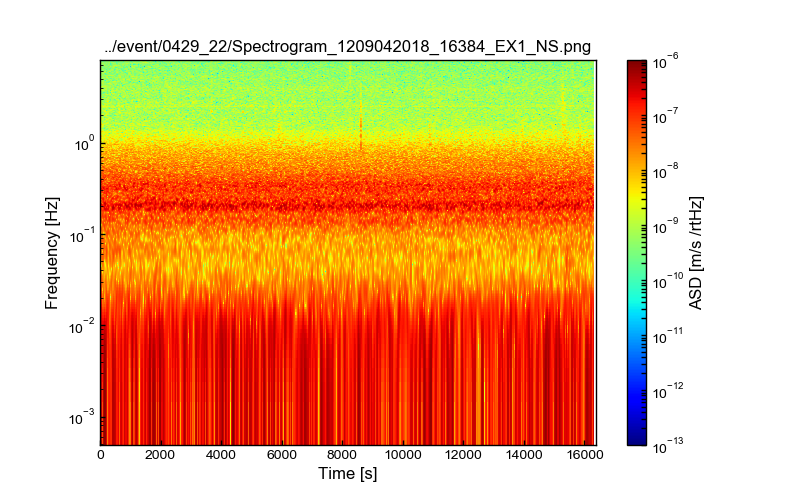 ../event/0429_22/Spectrogram_1209042018_16384_EX1_NS.png
Frequency [Hz]
10⁰
10⁻¹
10⁻²
10⁻³
0 2000 4000 6000 8000 10000 12000 14000 16000
Time [s]
10⁻⁶
10⁻⁷
10⁻⁸
10⁻⁹
10⁻¹⁰
10⁻¹¹
10⁻¹²
10⁻¹³
ASD [m/s /rtHz]